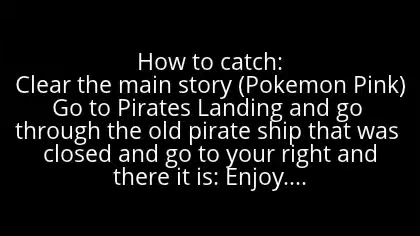 How to catch:
Clear the main story (Pokemon Pink)
Go to Pirates Landing and go
through the old pirate ship that was
closed and go to your right and
there it is: Enjoy....